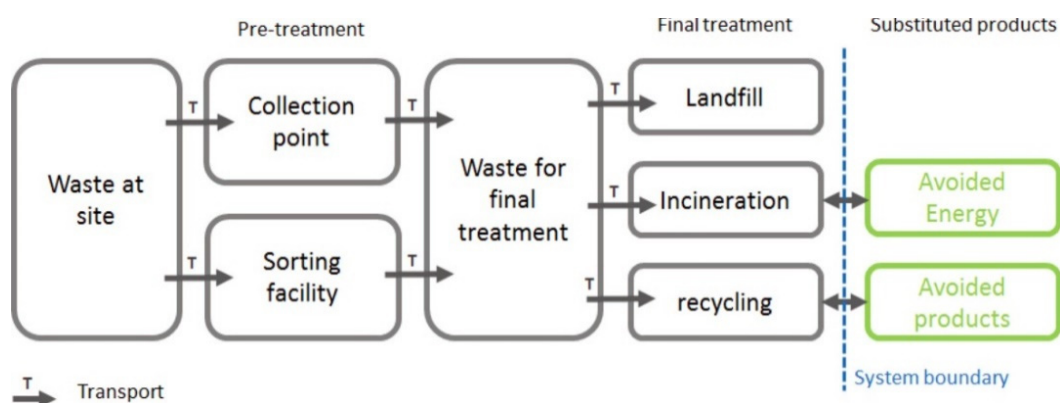 Pre-treatment
Final treatment
Substituted products
Waste at
site
T
Collection
point
T
T
Sorting
facility
T
Waste for
final
treatment
T
Landfill
T
Incineration
T
recycling
Avoided
Energy
Avoided
products
System boundary
T
Transport